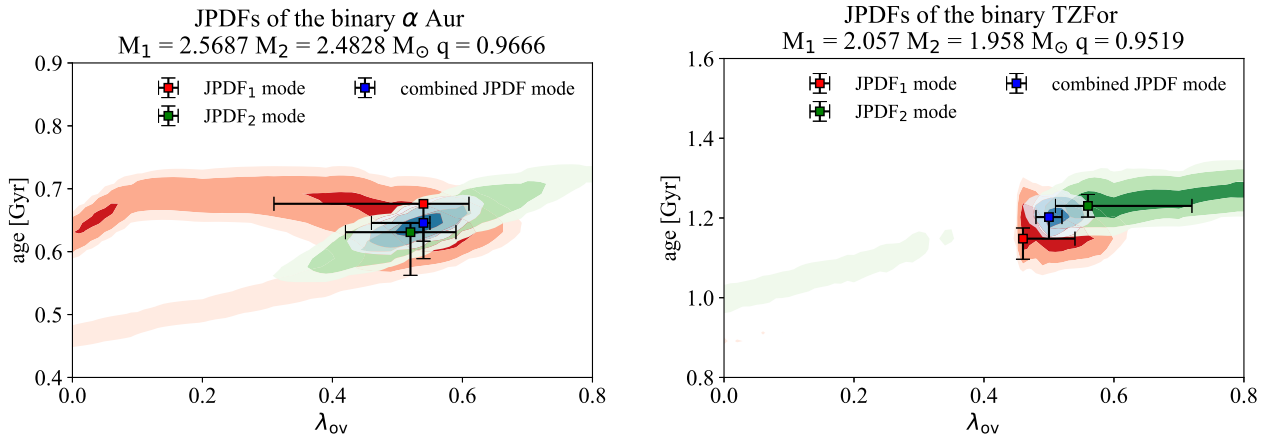 JPDFs of the binary α Aur
M₁ = 2.5687 M₂ = 2.4828 M⊙ q = 0.9666
JPDF₁ mode
JPDF₂ mode
combined JPDF mode
age [Gyr]
0.9
0.8
0.7
0.6
0.5
0.4
0.0 0.2 0.4 0.6 0.8
λov
JPDFs of the binary TZFor
M₁ = 2.057 M₂ = 1.958 M⊙ q = 0.9519
JPDF₁ mode
JPDF₂ mode
combined JPDF mode
age [Gyr]
1.6
1.4
1.2
1.0
0.8
0.0 0.2 0.4 0.6 0.8
λov